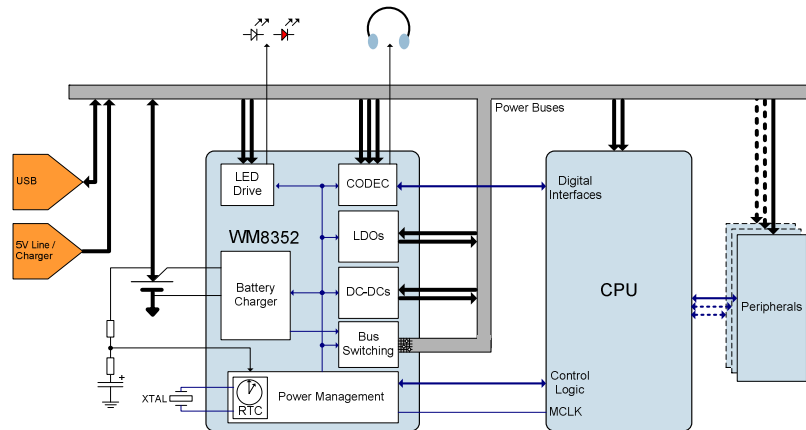 Power Buses
USB
5V Line /
Charger
LED
Drive
CODEC
WM8352
LDOs
Battery
Charger
DC-DCs
Bus
Switching
XTAL
RTC
Power Management
Digital
Interfaces
CPU
Control
Logic
MCLK
Peripherals
+